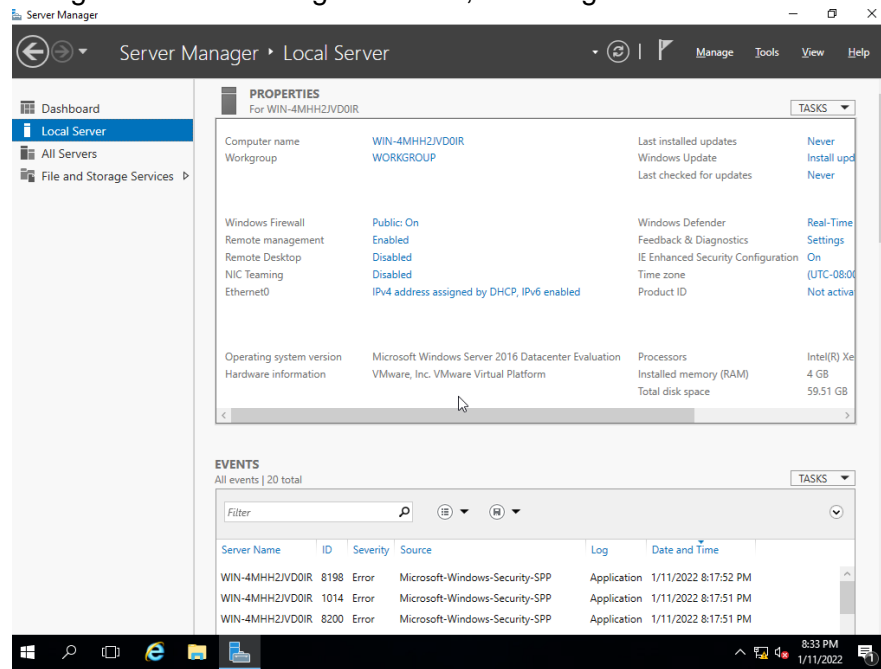 Server Manager
Server Manager • Local Server
Manage Tools View Help
Dashboard
Local Server
All Servers
File and Storage Services
PROPERTIES
For WIN-4MHH2JVD0IR
TASKS
Computer name WIN-4MHH2JVD0IR Last installed updates Never
Workgroup WORKGROUP Windows Update Install upd
Last checked for updates Never
Windows Firewall Public: On Windows Defender Real-Time
Remote management Enabled Feedback & Diagnostics Settings
Remote Desktop Disabled IE Enhanced Security Configuration On
NIC Teaming Disabled Time zone (UTC-08:00
Ethernet0 IPv4 address assigned by DHCP, IPv6 enabled Product ID Not activa
Operating system version Microsoft Windows Server 2016 Datacenter Evaluation Processors Intel(R) Xe
Hardware information VMware, Inc. VMware Virtual Platform Installed memory (RAM) 4 GB
Total disk space 59.51 GB
EVENTS
All events | 20 total
TASKS
Filter
Server Name ID Severity Source Log Date and Time
WIN-4MHH2JVD0IR 8198 Error Microsoft-Windows-Security-SPP Application 1/11/2022 8:17:52 PM
WIN-4MHH2JVD0IR 1014 Error Microsoft-Windows-Security-SPP Application 1/11/2022 8:17:51 PM
WIN-4MHH2JVD0IR 8200 Error Microsoft-Windows-Security-SPP Application 1/11/2022 8:17:51 PM
8:33 PM
1/11/2022
1